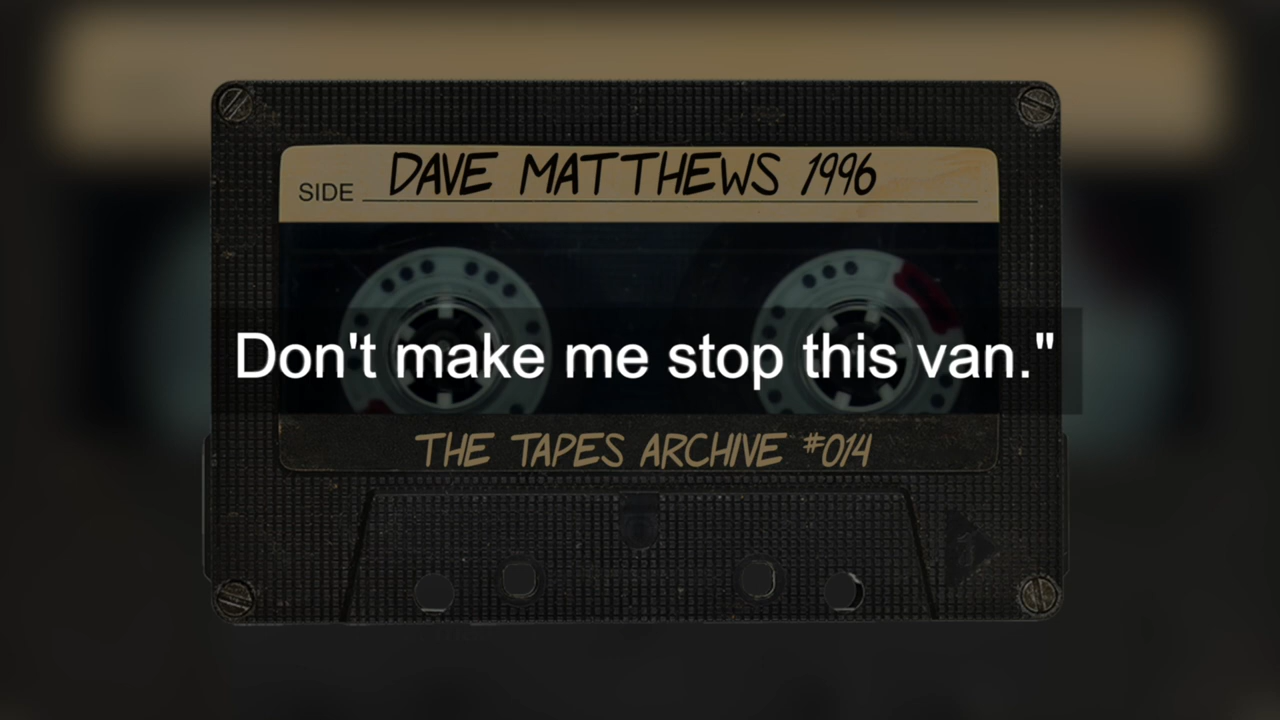 DAVE MATTHEWS 1996
SIDE
Don't make me stop this van."
THE TAPES ARCHIVE #014